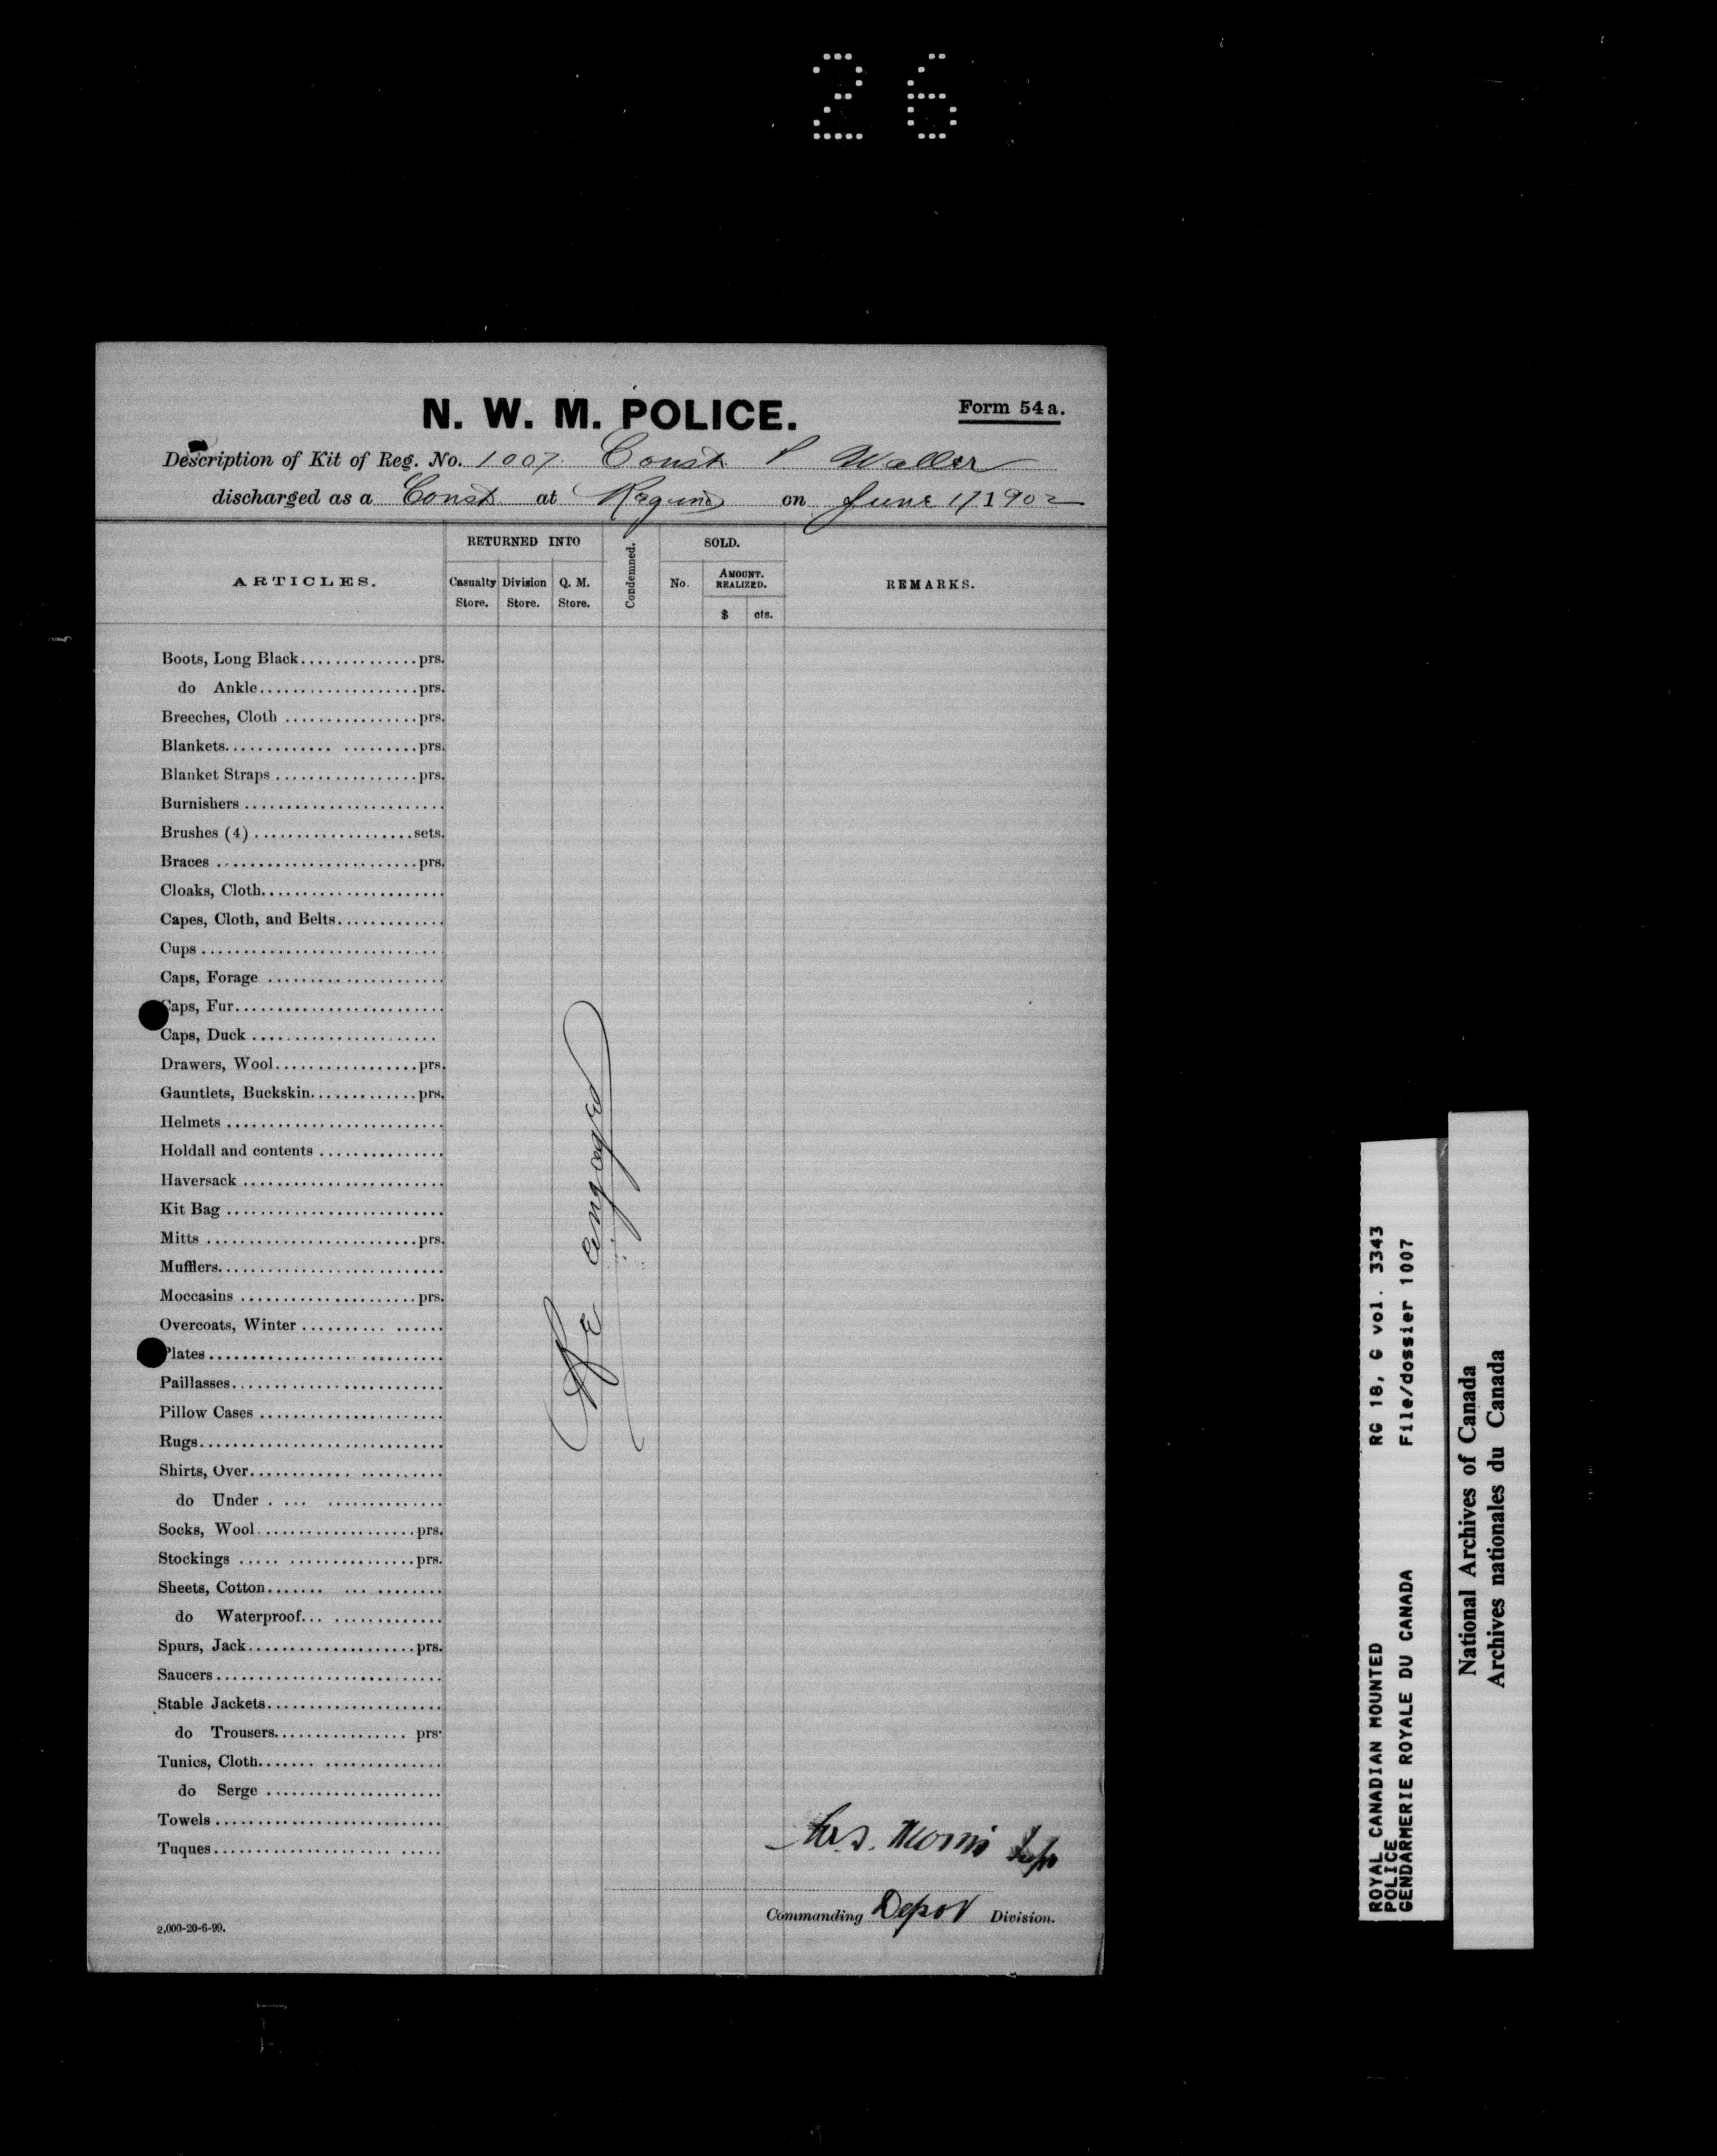 26
N. W. M. POLICE.
Form 54a.
Description of Kit of Reg. No. 1007 Const P Waller
discharged as a Const at Regina on June 17 1902
ARTICLES.
RETURNED INTO
Casualty Store.
Division Store.
Q. M. Store.
Condemned.
SOLD.
No.
AMOUNT. REALIZED.
$ cts.
REMARKS.
Boots, Long Black..............prs.
do Ankle...................prs.
Breeches, Cloth ................prs.
Blankets............. .........prs.
Blanket Straps .................prs.
Burnishers ........................
Brushes (4) ...................sets.
Braces ........................prs.
Cloaks, Cloth......................
Capes, Cloth, and Belts.............
Cups ............................
Caps, Forage .....................
Caps, Fur.........................
Caps, Duck ......................
Drawers, Wool.................prs.
Gauntlets, Buckskin.............prs.
Helmets ..........................
Holdall and contents ...............
Haversack ........................
Kit Bag ..........................
Mitts .........................prs.
Mufflers...........................
Moccasins .....................prs.
Overcoats, Winter .......... ......
Plates ................. ..........
Paillasses.........................
Pillow Cases ......................
Rugs.............................
Shirts, Over............ ..........
do Under . ... ..............
Socks, Wool...................prs.
Stockings ..... ...............prs.
Sheets, Cotton....... ... ........
do Waterproof... .............
Spurs, Jack....................prs.
Saucers...........................
Stable Jackets.....................
do Trousers................ prs.
Tunics, Cloth....... ..............
do Serge .....................
Towels ...........................
Tuques..................... .....
Re engaged
Morris Supt
Commanding Depot Division.
2,000-20-6-99.
ROYAL CANADIAN MOUNTED RG 18, G vol. 3343
POLICE
GENDARMERIE ROYALE DU CANADA File/dossier 1007
National Archives of Canada
Archives nationales du Canada